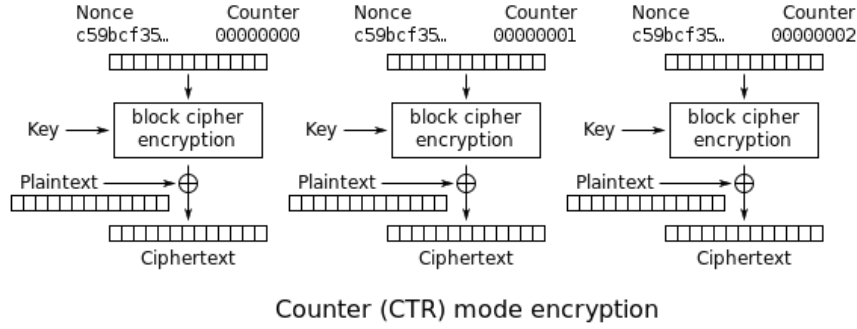 Nonce Counter Nonce Counter Nonce Counter
c59bcf35… 00000000 c59bcf35… 00000001 c59bcf35… 00000002
block cipher block cipher block cipher
Key encryption Key encryption Key encryption
Plaintext Plaintext Plaintext
Ciphertext Ciphertext Ciphertext
Counter (CTR) mode encryption